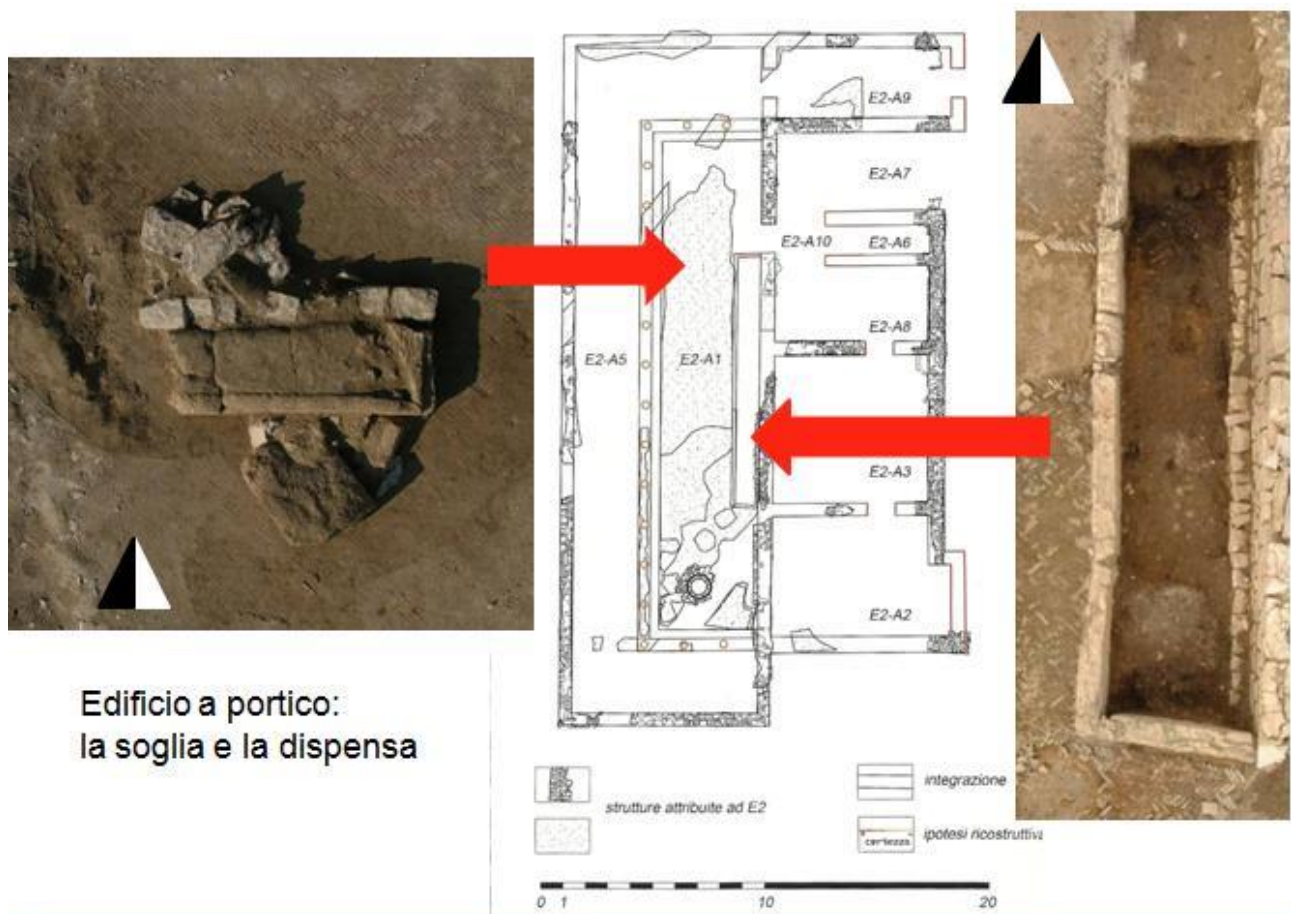 E2-A9
E2-A7
E2-A10
E2-A6
E2-A8
E2-A5
E2-A1
E2-A3
E2-A2
Edificio a portico:
la soglia e la dispensa
strutture attribuite ad E2
integrazione
ipotesi ricostruttiva
certezza
0 1 10 20